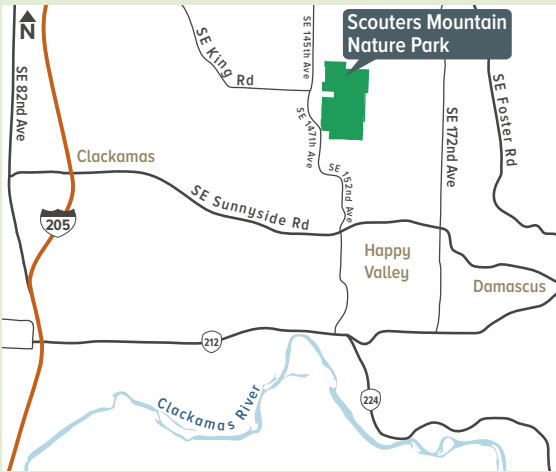 N
SE 82nd Ave
SE King Rd
SE 145th Ave
Scouters Mountain
Nature Park
SE Foster Rd
SE 147th Ave
SE 172nd Ave
Clackamas
SE 152nd Ave
SE Sunnyside Rd
205
Happy
Valley
Damascus
212
Clackamas River
224